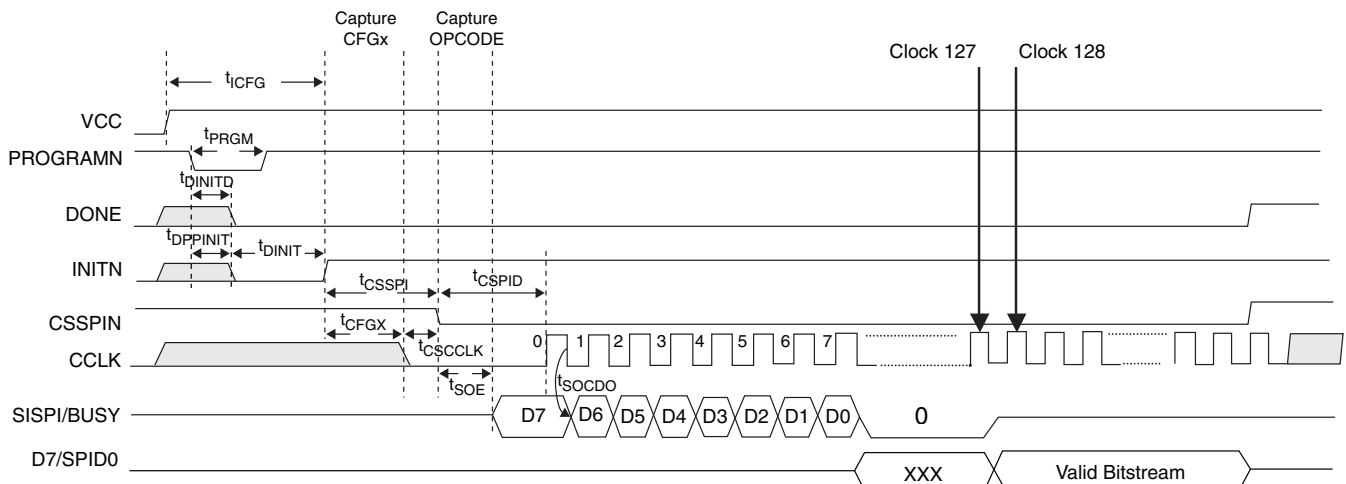 Capture CFGx
Capture OPCODE
Clock 127
Clock 128
tICFG
VCC
tPRGM
PROGRAMN
tDINITD
DONE
tDPPINIT
tDINIT
INITN
tCSSPI
tCSPID
CSSPIN
tCFGX
tCSCCLK
0 1 2 3 4 5 6 7
CCLK
tSOE
tSOCDO
SISPI/BUSY
D7 D6 D5 D4 D3 D2 D1 D0 0
D7/SPID0
XXX
Valid Bitstream